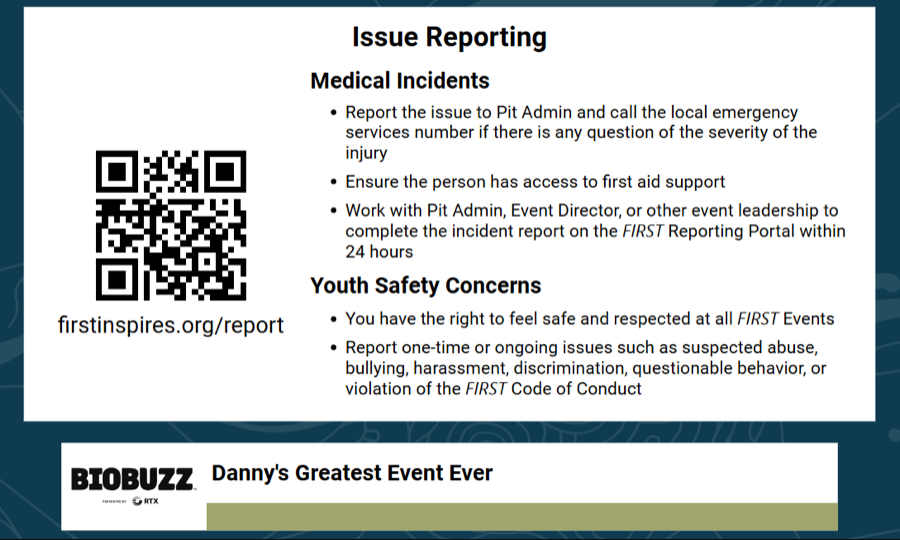 Issue Reporting
Medical Incidents
• Report the issue to Pit Admin and call the local emergency
services number if there is any question of the severity of the
injury
• Ensure the person has access to first aid support
• Work with Pit Admin, Event Director, or other event leadership to
complete the incident report on the FIRST Reporting Portal within
24 hours
firstinspires.org/report
Youth Safety Concerns
• You have the right to feel safe and respected at all FIRST Events
• Report one-time or ongoing issues such as suspected abuse,
bullying, harassment, discrimination, questionable behavior, or
violation of the FIRST Code of Conduct
BIOBUZZ
PRESENTED BY RTX
Danny's Greatest Event Ever